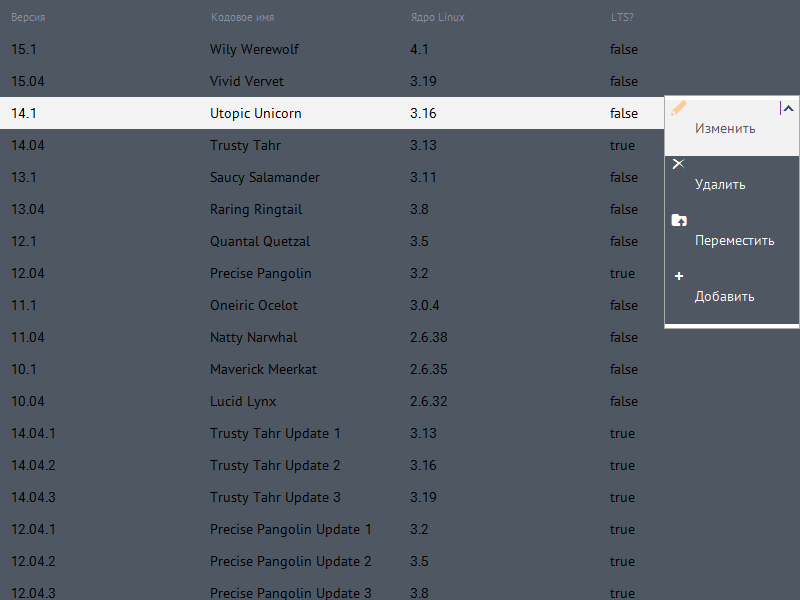 Версия Кодовое имя Ядро Linux LTS?
15.1 Wily Werewolf 4.1 false
15.04 Vivid Vervet 3.19 false
14.1 Utopic Unicorn 3.16 false
Изменить
14.04 Trusty Tahr 3.13 true
13.1 Saucy Salamander 3.11 false
Удалить
13.04 Raring Ringtail 3.8 false
12.1 Quantal Quetzal 3.5 false
Переместить
12.04 Precise Pangolin 3.2 true
11.1 Oneiric Ocelot 3.0.4 false
Добавить
11.04 Natty Narwhal 2.6.38 false
10.1 Maverick Meerkat 2.6.35 false
10.04 Lucid Lynx 2.6.32 false
14.04.1 Trusty Tahr Update 1 3.13 true
14.04.2 Trusty Tahr Update 2 3.16 true
14.04.3 Trusty Tahr Update 3 3.19 true
12.04.1 Precise Pangolin Update 1 3.2 true
12.04.2 Precise Pangolin Update 2 3.5 true
12.04.3 Precise Pangolin Update 3 3.8 true